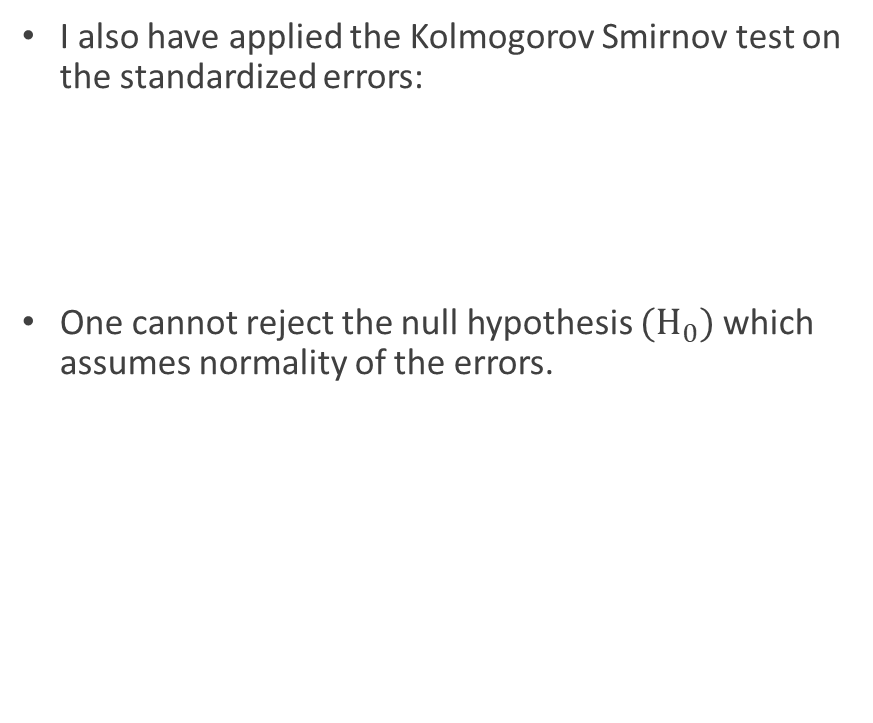 • I also have applied the Kolmogorov Smirnov test on
the standardized errors:
• One cannot reject the null hypothesis (H₀) which
assumes normality of the errors.